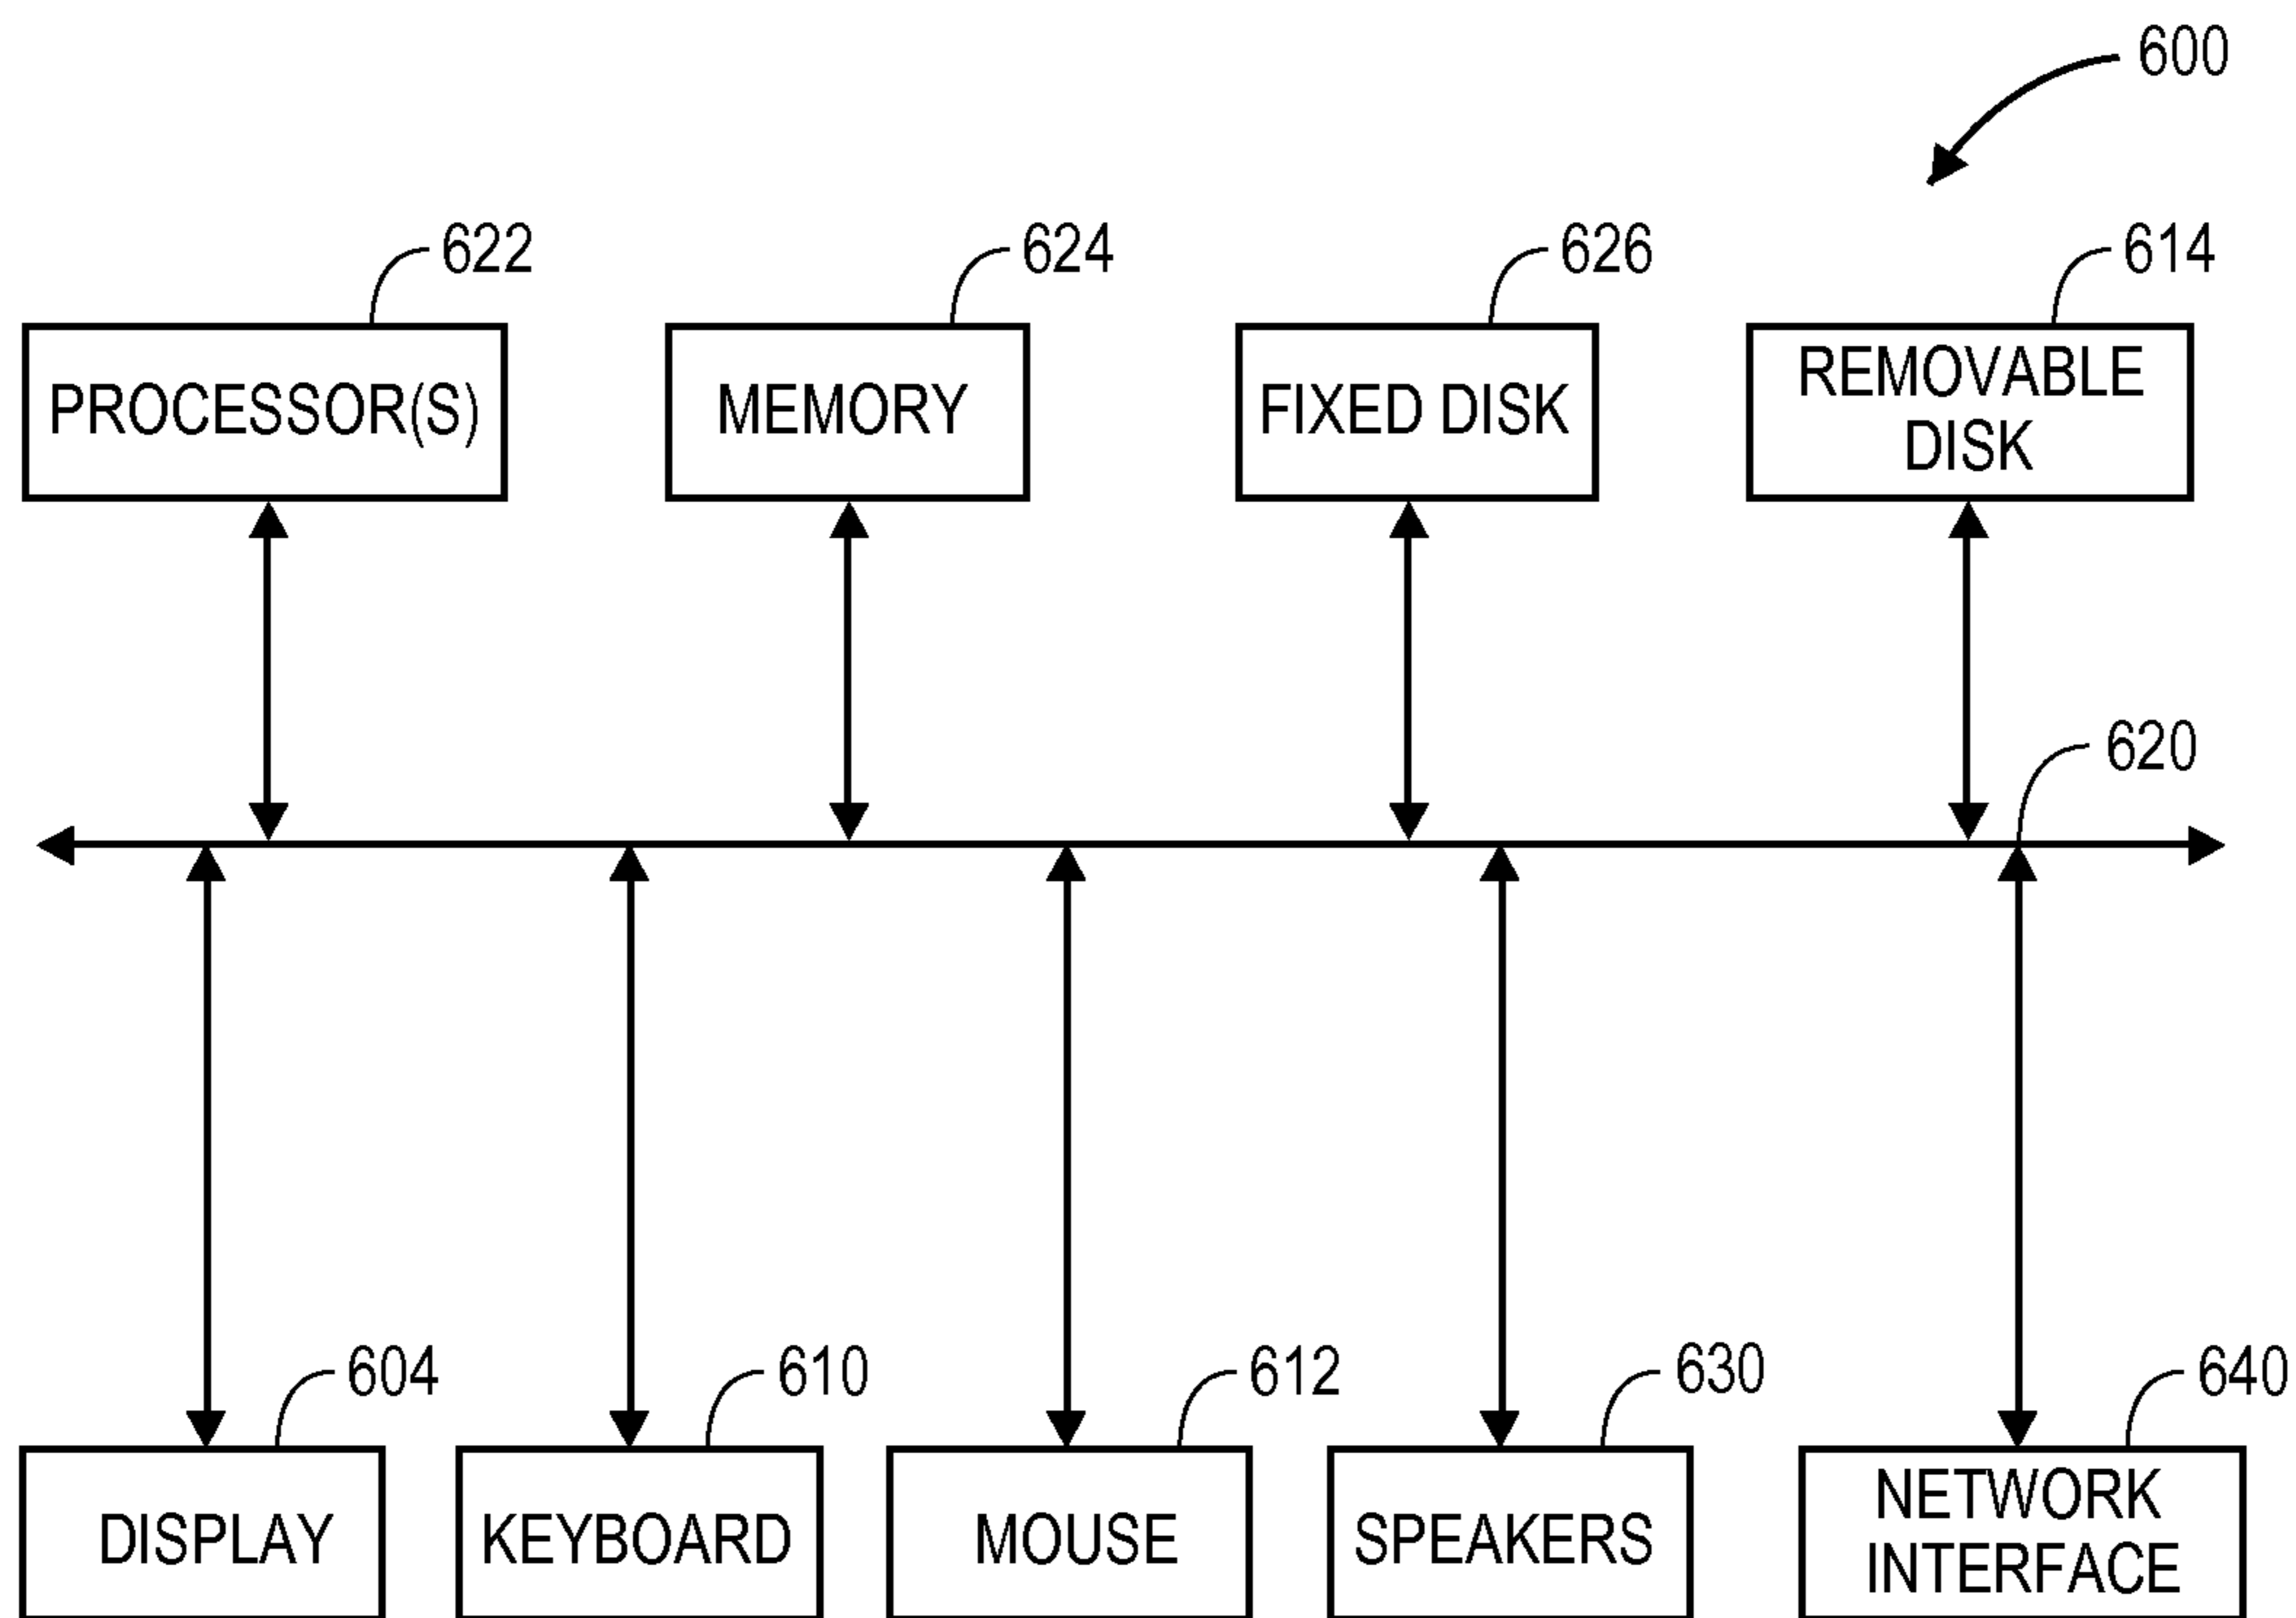 600
622
624
626
614
PROCESSOR(S)
MEMORY
FIXED DISK
REMOVABLE
DISK
620
604
610
612
630
640
DISPLAY
KEYBOARD
MOUSE
SPEAKERS
NETWORK
INTERFACE